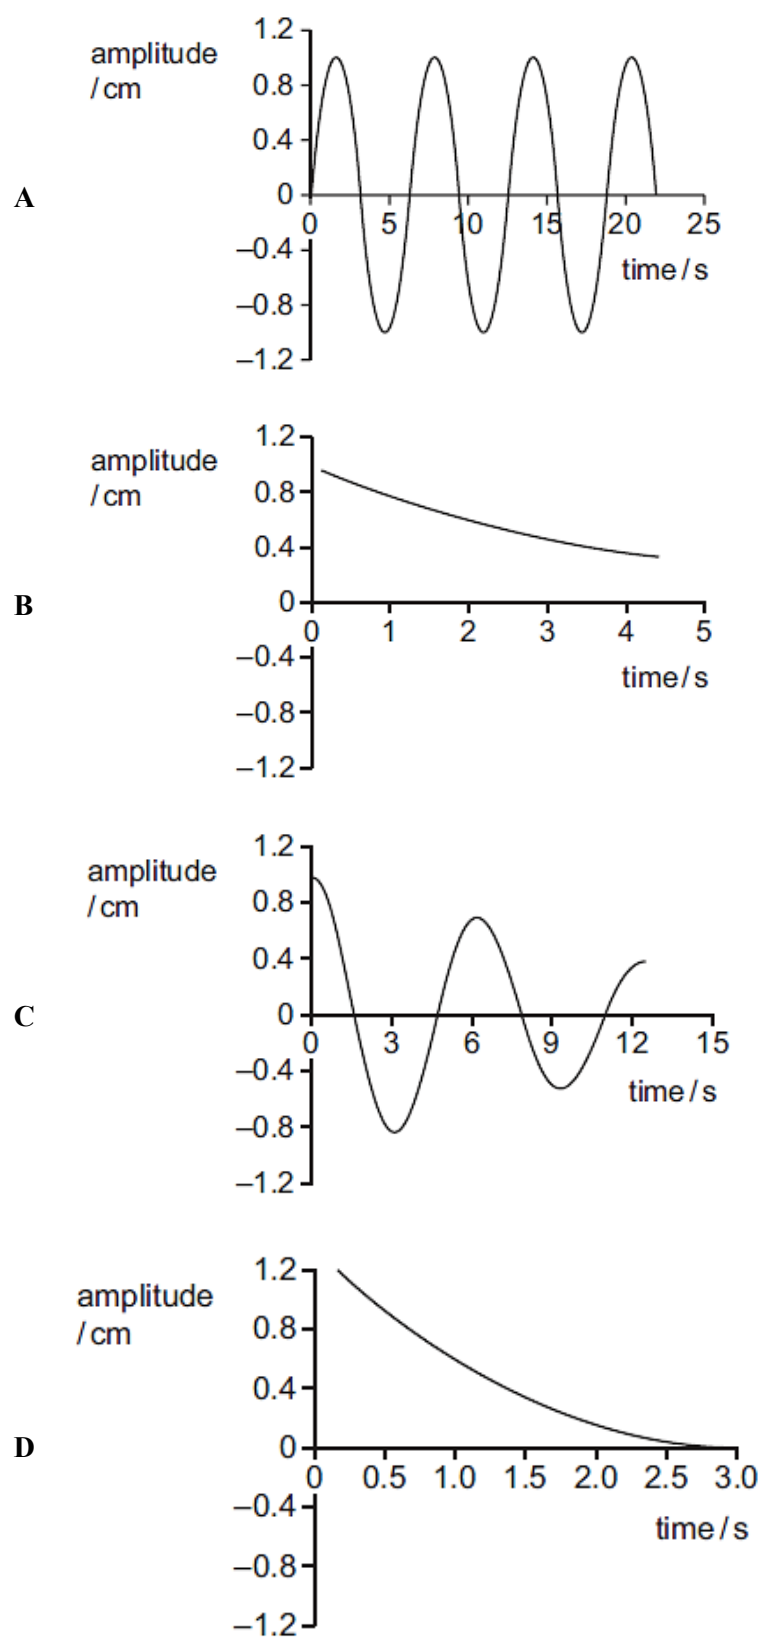 1.2
amplitude
/ cm
0.8
0.4
A
0
0 5 10 15 20 25
–0.4
time / s
–0.8
–1.2
1.2
amplitude
/ cm
0.8
0.4
B
0
0 1 2 3 4 5
–0.4
time / s
–0.8
–1.2
1.2
amplitude
/ cm
0.8
0.4
C
0
0 3 6 9 12 15
–0.4
time / s
–0.8
–1.2
1.2
amplitude
/ cm
0.8
0.4
D
0
0 0.5 1.0 1.5 2.0 2.5 3.0
–0.4
time / s
–0.8
–1.2